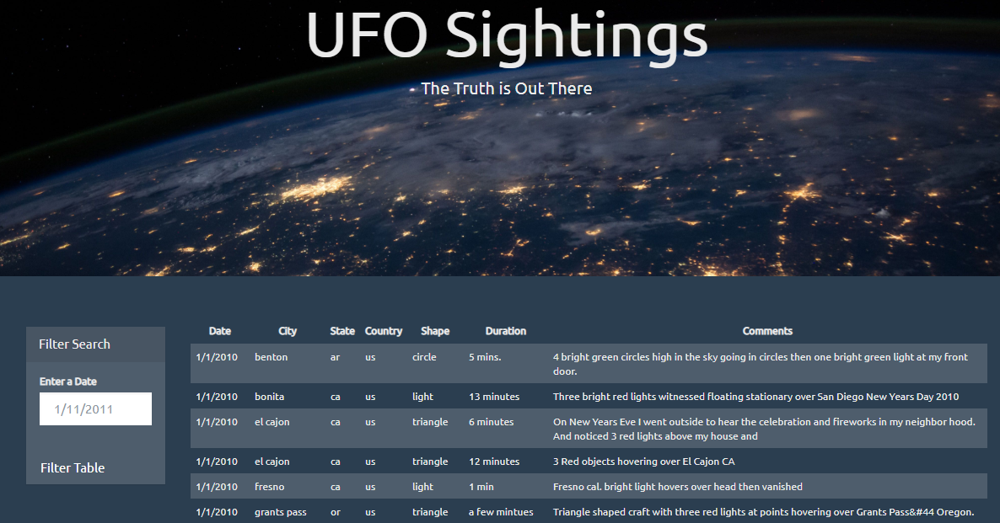 UFO Sightings
The Truth is Out There
Filter Search
Enter a Date
1/11/2011
Filter Table
Date City State Country Shape Duration Comments
1/1/2010 benton ar us circle 5 mins. 4 bright green circles high in the sky going in circles then one bright green light at my front
door.
1/1/2010 bonita ca us light 13 minutes Three bright red lights witnessed floating stationary over San Diego New Years Day 2010
1/1/2010 el cajon ca us triangle 6 minutes On New Years Eve I went outside to hear the celebration and fireworks in my neighbor hood.
And noticed 3 red lights above my house and
1/1/2010 el cajon ca us triangle 12 minutes 3 Red objects hovering over El Cajon CA
1/1/2010 fresno ca us light 1 min Fresno cal. bright light hovers over head then vanished
1/1/2010 grants pass or us triangle a few mintues Triangle shaped craft with three red lights at points hovering over Grants Pass&#44 Oregon.